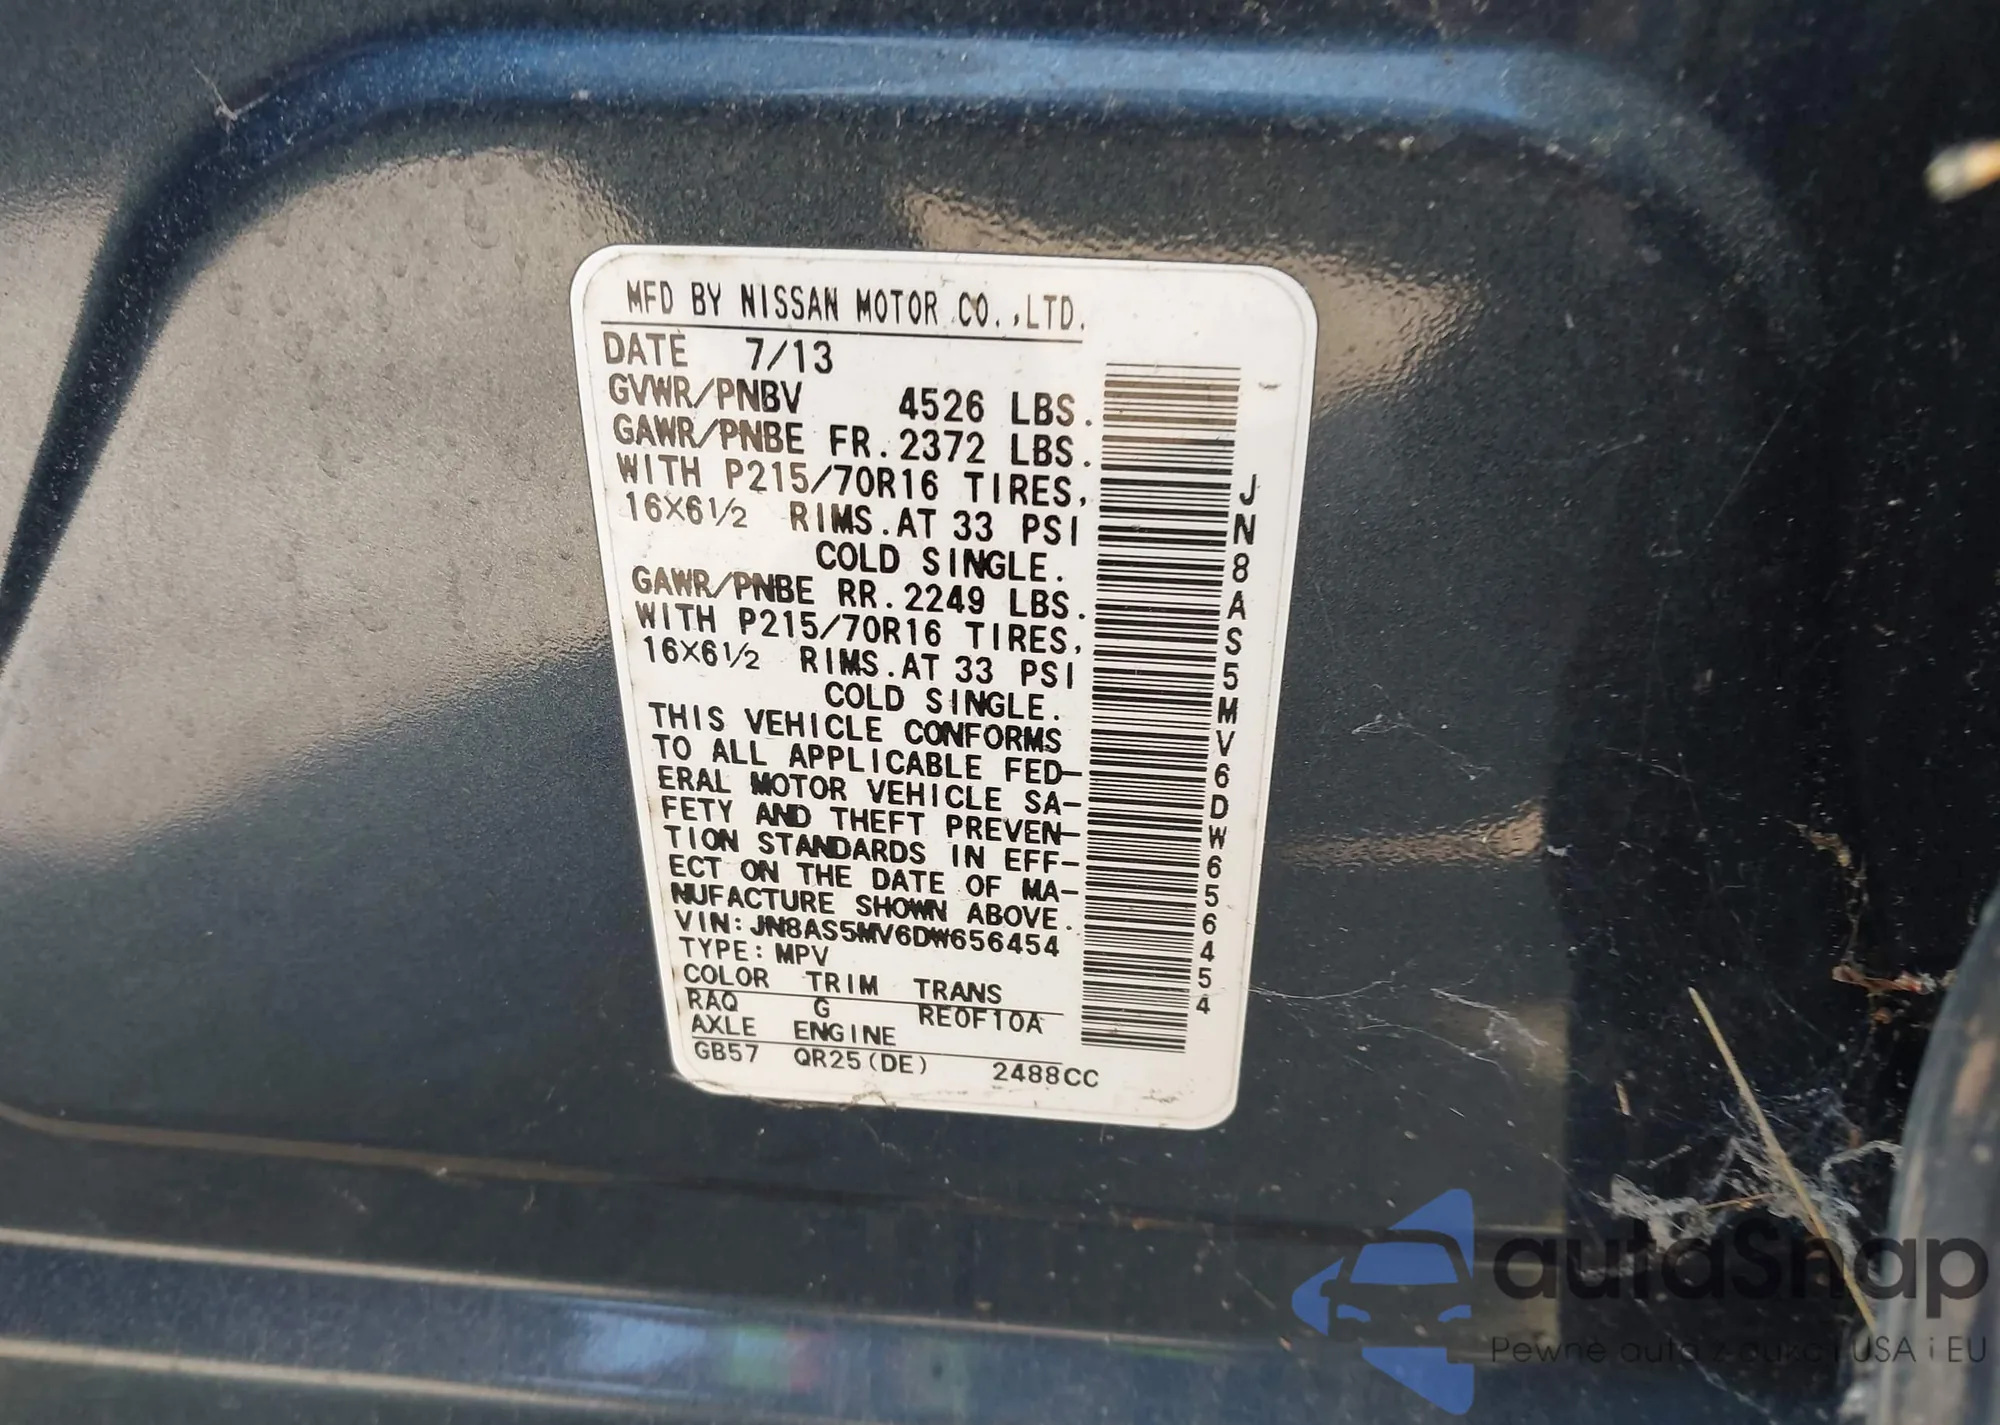 MFD BY NISSAN MOTOR CO.,LTD.
DATE 7/13
GVWR/PNBV 4526 LBS.
GAWR/PNBE FR.2372 LBS.
WITH P215/70R16 TIRES,
16X6½ RIMS.AT 33 PSI
COLD SINGLE.
GAWR/PNBE RR.2249 LBS.
WITH P215/70R16 TIRES,
16X6½ RIMS.AT 33 PSI
COLD SINGLE.
THIS VEHICLE CONFORMS
TO ALL APPLICABLE FED-
ERAL MOTOR VEHICLE SA-
FETY AND THEFT PREVEN-
TION STANDARDS IN EFF-
ECT ON THE DATE OF MA-
NUFACTURE SHOWN ABOVE.
VIN:JN8AS5MV6DW656454
TYPE:MPV
COLOR TRIM TRANS
RAQ G RE0F10A
AXLE ENGINE
GB57 QR25(DE) 2488CC
JN8AS5MV6DW656454
autoSnap
Pewne auta z aukcji USA i EU